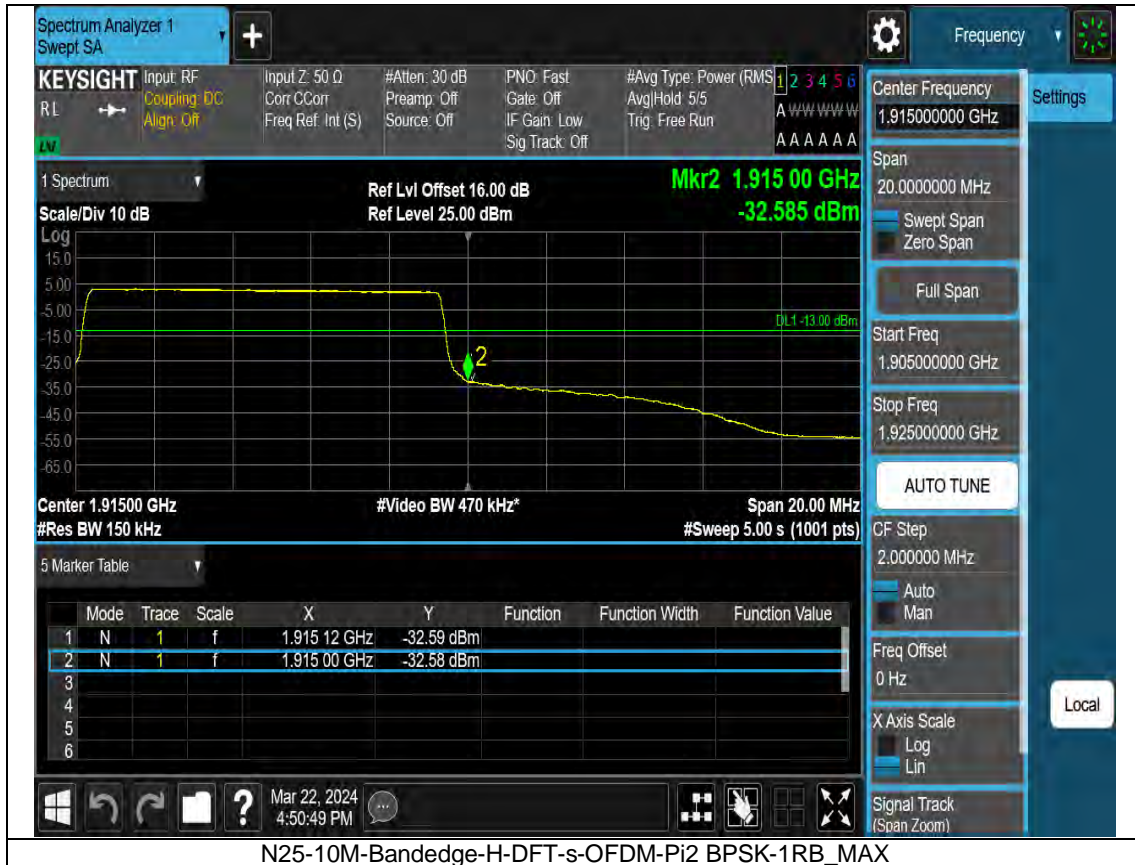 Spectrum Analyzer 1
Swept SA
Frequency
KEYSIGHT
RL
LXI
Input: RF
Coupling: DC
Align: Off
Input Z: 50 Ω
Corr CCorr
Freq Ref: Int (S)
#Atten: 30 dB
Preamp: Off
Source: Off
PNO: Fast
Gate: Off
IF Gain: Low
Sig Track: Off
#Avg Type: Power (RMS
Avg|Hold: 5/5
Trig: Free Run
1 2 3 4 5 6
A W W W W W
A A A A A A
1 Spectrum
Scale/Div 10 dB
Ref Lvl Offset 16.00 dB
Ref Level 25.00 dBm
Mkr2 1.915 00 GHz
-32.585 dBm
Log
15.0
5.00
-5.00
-15.0
-25.0
-35.0
-45.0
-55.0
-65.0
DL1 -13.00 dBm
2
Center 1.91500 GHz
#Video BW 470 kHz*
Span 20.00 MHz
#Res BW 150 kHz
#Sweep 5.00 s (1001 pts)
5 Marker Table
Mode Trace Scale X Y Function Function Width Function Value
1 N 1 f 1.915 12 GHz -32.59 dBm
2 N 1 f 1.915 00 GHz -32.58 dBm
3
4
5
6
Mar 22, 2024
4:50:49 PM
Center Frequency
1.915000000 GHz
Settings
Span
20.0000000 MHz
Swept Span
Zero Span
Full Span
Start Freq
1.905000000 GHz
Stop Freq
1.925000000 GHz
AUTO TUNE
CF Step
2.000000 MHz
Auto
Man
Freq Offset
0 Hz
Local
X Axis Scale
Log
Lin
Signal Track
(Span Zoom)
N25-10M-Bandedge-H-DFT-s-OFDM-Pi2 BPSK-1RB_MAX